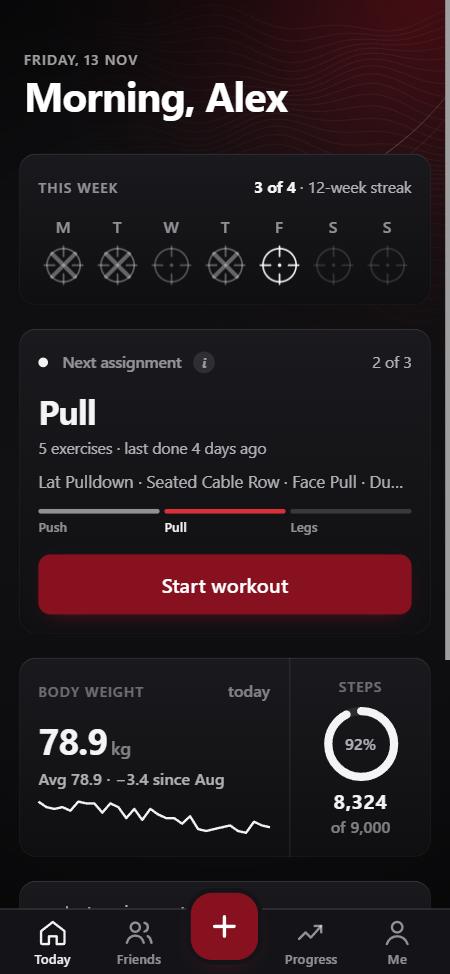 FRIDAY, 13 NOV
Morning, Alex
THIS WEEK 3 of 4 · 12-week streak
M T W T F S S
Next assignment i 2 of 3
Pull
5 exercises · last done 4 days ago
Lat Pulldown · Seated Cable Row · Face Pull · Du...
Push Pull Legs
Start workout
BODY WEIGHT today
78.9 kg
Avg 78.9 · −3.4 since Aug
STEPS
92%
8,324
of 9,000
Today Friends + Progress Me